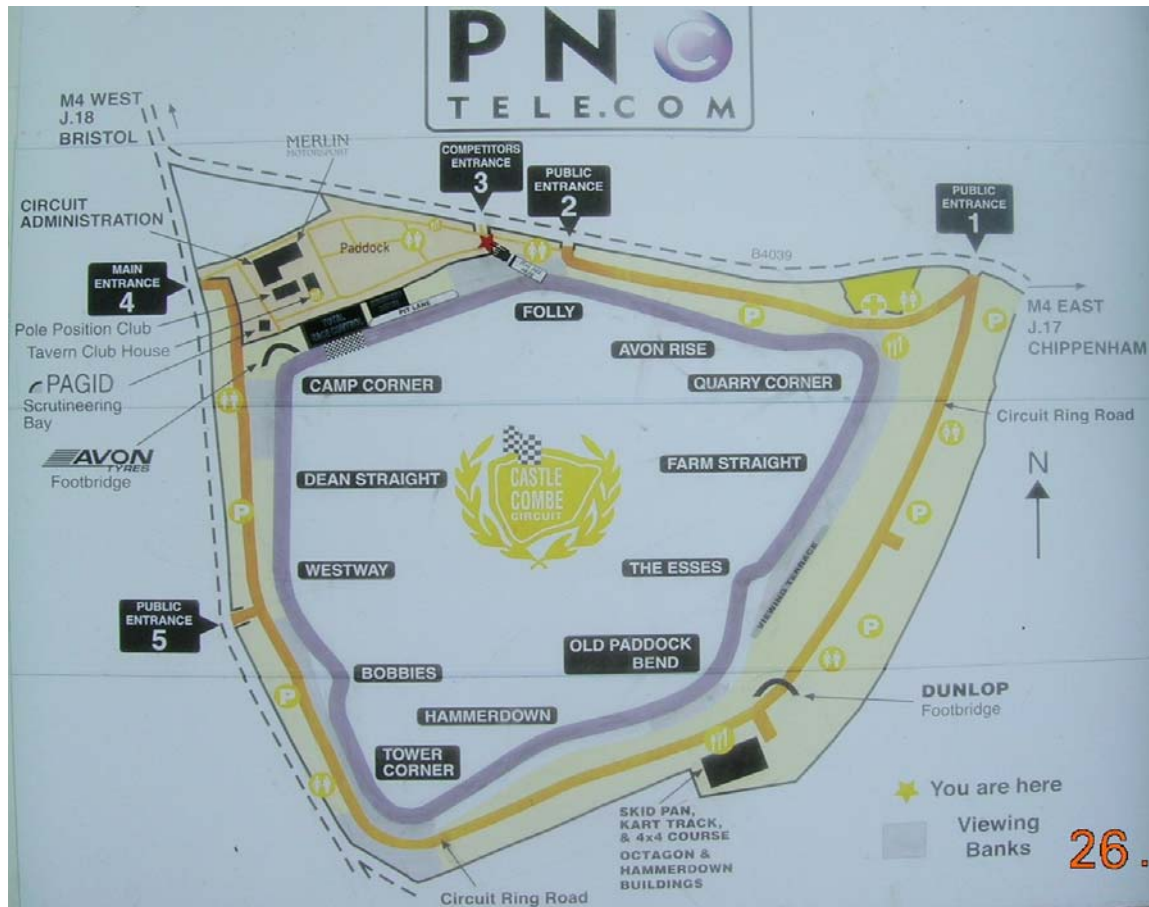 PNC
TELE.COM
M4 WEST
J.18
BRISTOL
MERLIN
MOTORSPORT
COMPETITORS
ENTRANCE
3
PUBLIC
ENTRANCE
2
PUBLIC
ENTRANCE
1
CIRCUIT
ADMINISTRATION
Paddock
B4039
MAIN
ENTRANCE
4
M4 EAST
J.17
CHIPPENHAM
Pole Position Club
Tavern Club House
PIT LANE
FOLLY
P
P
AVON RISE
PAGID
Scrutineering
Bay
CAMP CORNER
QUARRY CORNER
Circuit Ring Road
AVON
TYRES
Footbridge
DEAN STRAIGHT
CASTLE
COMBE
CIRCUIT
FARM STRAIGHT
N
P
P
WESTWAY
THE ESSES
VIEWING TERRACE
PUBLIC
ENTRANCE
5
P
OLD PADDOCK
BEND
BOBBIES
P
DUNLOP
Footbridge
HAMMERDOWN
TOWER
CORNER
SKID PAN,
KART TRACK,
& 4x4 COURSE
OCTAGON &
HAMMERDOWN
BUILDINGS
You are here
Viewing
Banks
26.
Circuit Ring Road